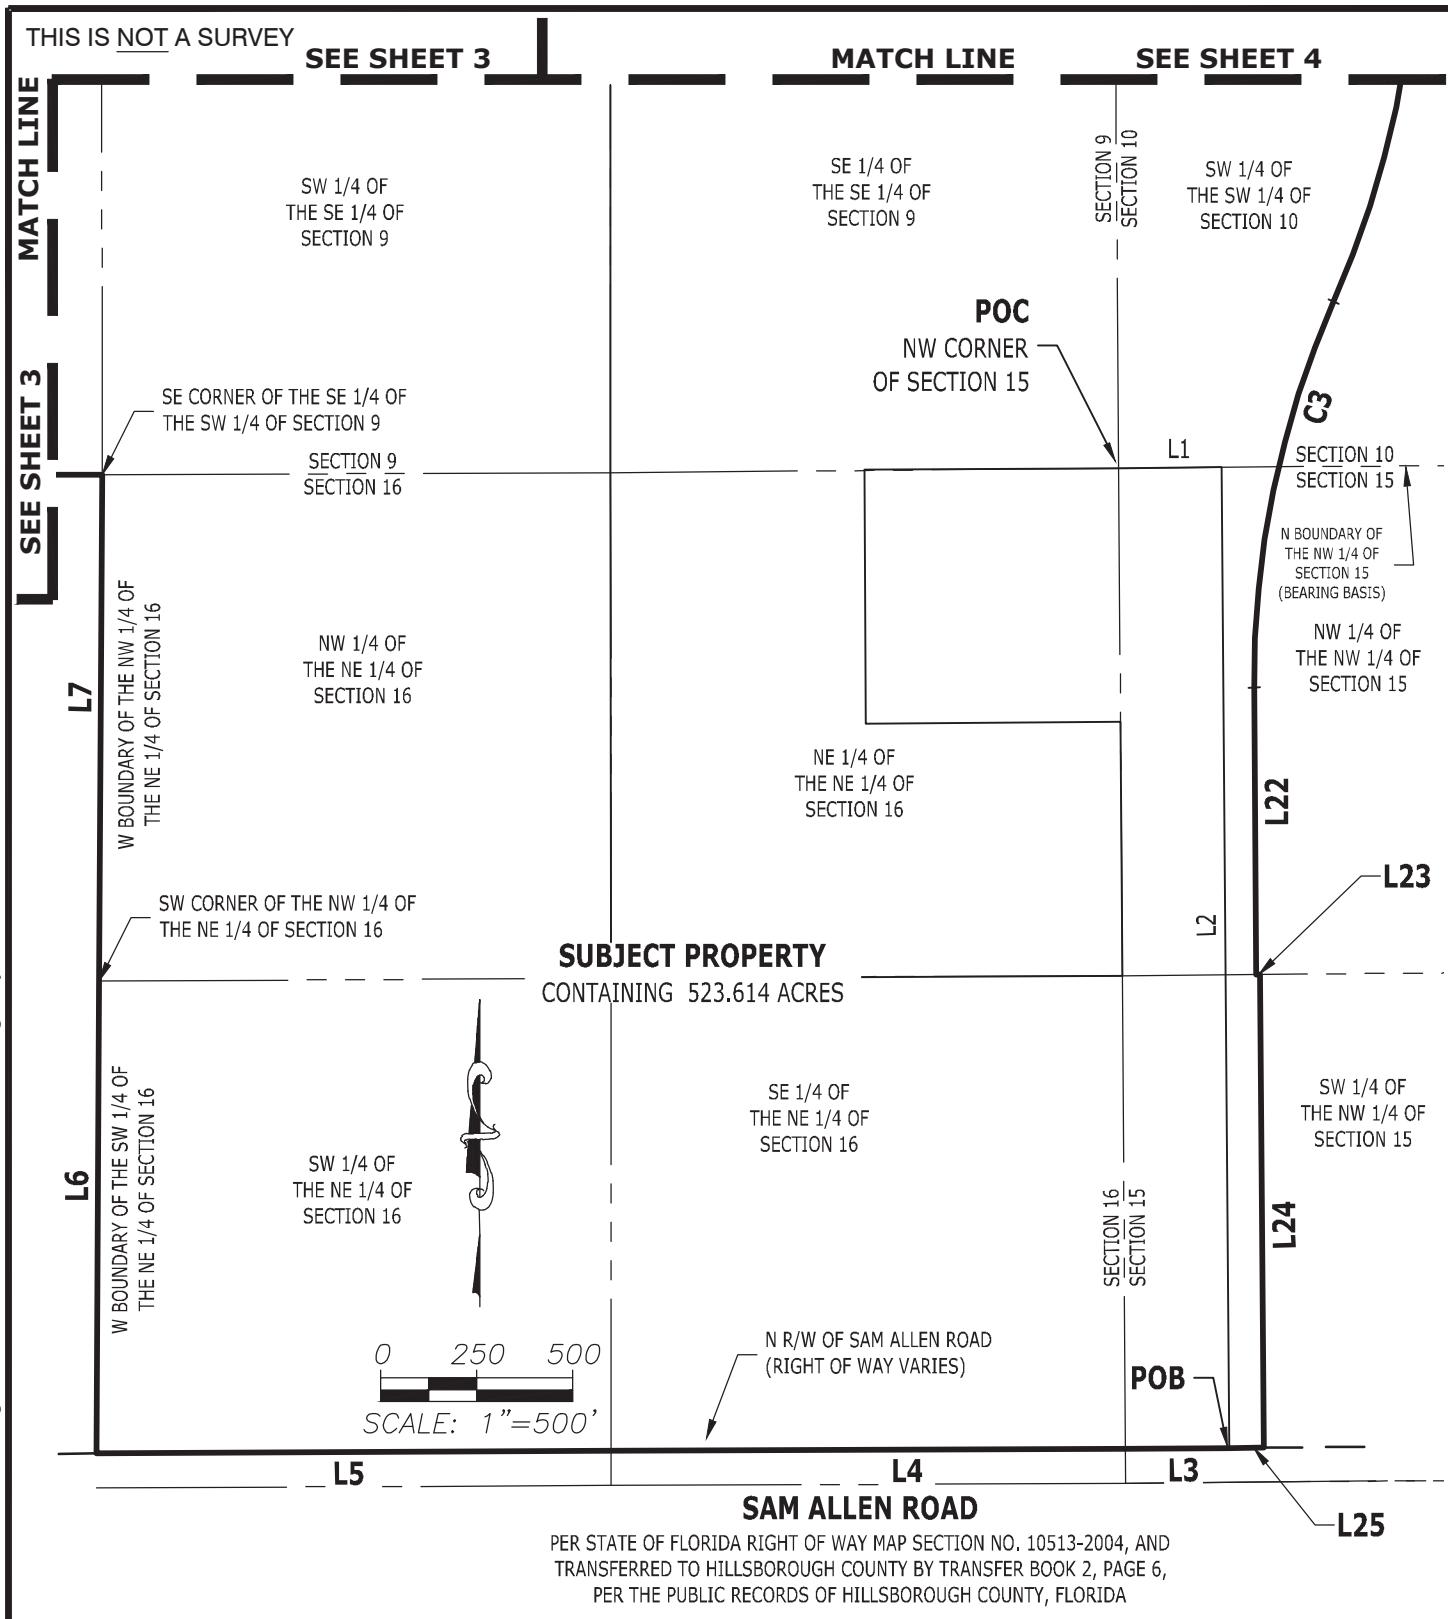 THIS IS NOT A SURVEY
SEE SHEET 3
MATCH LINE
SEE SHEET 4
MATCH LINE
SEE SHEET 3
SW 1/4 OF
THE SE 1/4 OF
SECTION 9
SE 1/4 OF
THE SE 1/4 OF
SECTION 9
SECTION 9
SECTION 10
SW 1/4 OF
THE SW 1/4 OF
SECTION 10
POC
NW CORNER
OF SECTION 15
SE CORNER OF THE SE 1/4 OF
THE SW 1/4 OF SECTION 9
C3
L1
SECTION 9
SECTION 16
SECTION 10
SECTION 15
N BOUNDARY OF
THE NW 1/4 OF
SECTION 15
(BEARING BASIS)
L7
W BOUNDARY OF THE NW 1/4 OF
THE NE 1/4 OF SECTION 16
NW 1/4 OF
THE NE 1/4 OF
SECTION 16
NW 1/4 OF
THE NW 1/4 OF
SECTION 15
NE 1/4 OF
THE NE 1/4 OF
SECTION 16
L22
L23
L2
SW CORNER OF THE NW 1/4 OF
THE NE 1/4 OF SECTION 16
SUBJECT PROPERTY
CONTAINING 523.614 ACRES
L6
W BOUNDARY OF THE SW 1/4 OF
THE NE 1/4 OF SECTION 16
SW 1/4 OF
THE NE 1/4 OF
SECTION 16
SE 1/4 OF
THE NE 1/4 OF
SECTION 16
SECTION 16
SECTION 15
SW 1/4 OF
THE NW 1/4 OF
SECTION 15
L24
0 250 500
SCALE: 1"=500'
N R/W OF SAM ALLEN ROAD
(RIGHT OF WAY VARIES)
POB
L5
L4
L3
L25
SAM ALLEN ROAD
PER STATE OF FLORIDA RIGHT OF WAY MAP SECTION NO. 10513-2004, AND
TRANSFERRED TO HILLSBOROUGH COUNTY BY TRANSFER BOOK 2, PAGE 6,
PER THE PUBLIC RECORDS OF HILLSBOROUGH COUNTY, FLORIDA